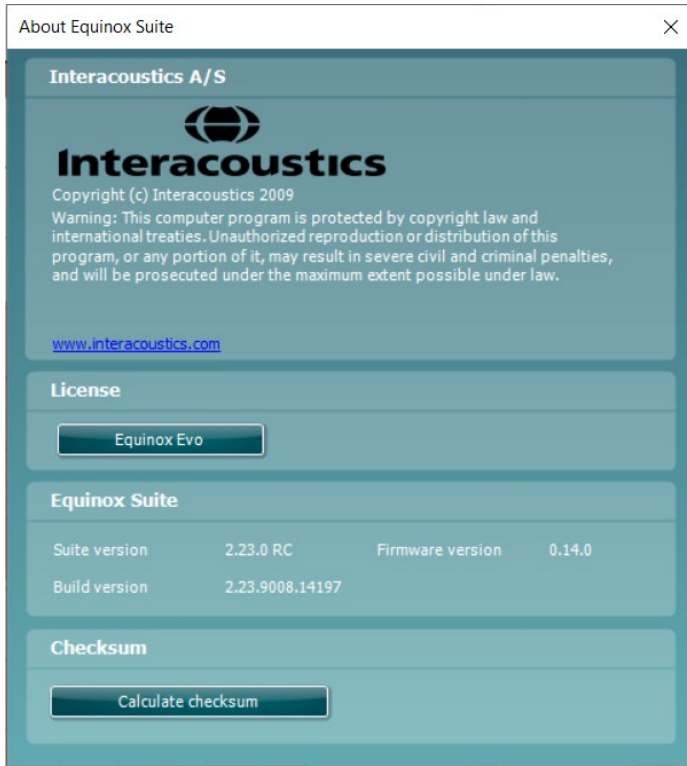 About Equinox Suite
Interacoustics A/S
Interacoustics
Copyright (c) Interacoustics 2009
Warning: This computer program is protected by copyright law and
international treaties. Unauthorized reproduction or distribution of this
program, or any portion of it, may result in severe civil and criminal penalties,
and will be prosecuted under the maximum extent possible under law.
www.interacoustics.com
License
Equinox Evo
Equinox Suite
Suite version 2.23.0 RC Firmware version 0.14.0
Build version 2.23.9008.14197
Checksum
Calculate checksum